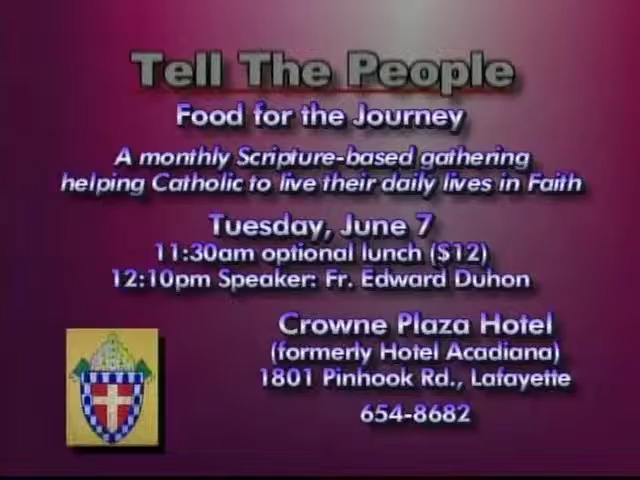 Tell The People
Food for the Journey
A monthly Scripture-based gathering
helping Catholic to live their daily lives in Faith
Tuesday, June 7
11:30am optional lunch ($12)
12:10pm Speaker: Fr. Edward Duhon
Crowne Plaza Hotel
(formerly Hotel Acadiana)
1801 Pinhook Rd., Lafayette
654-8682